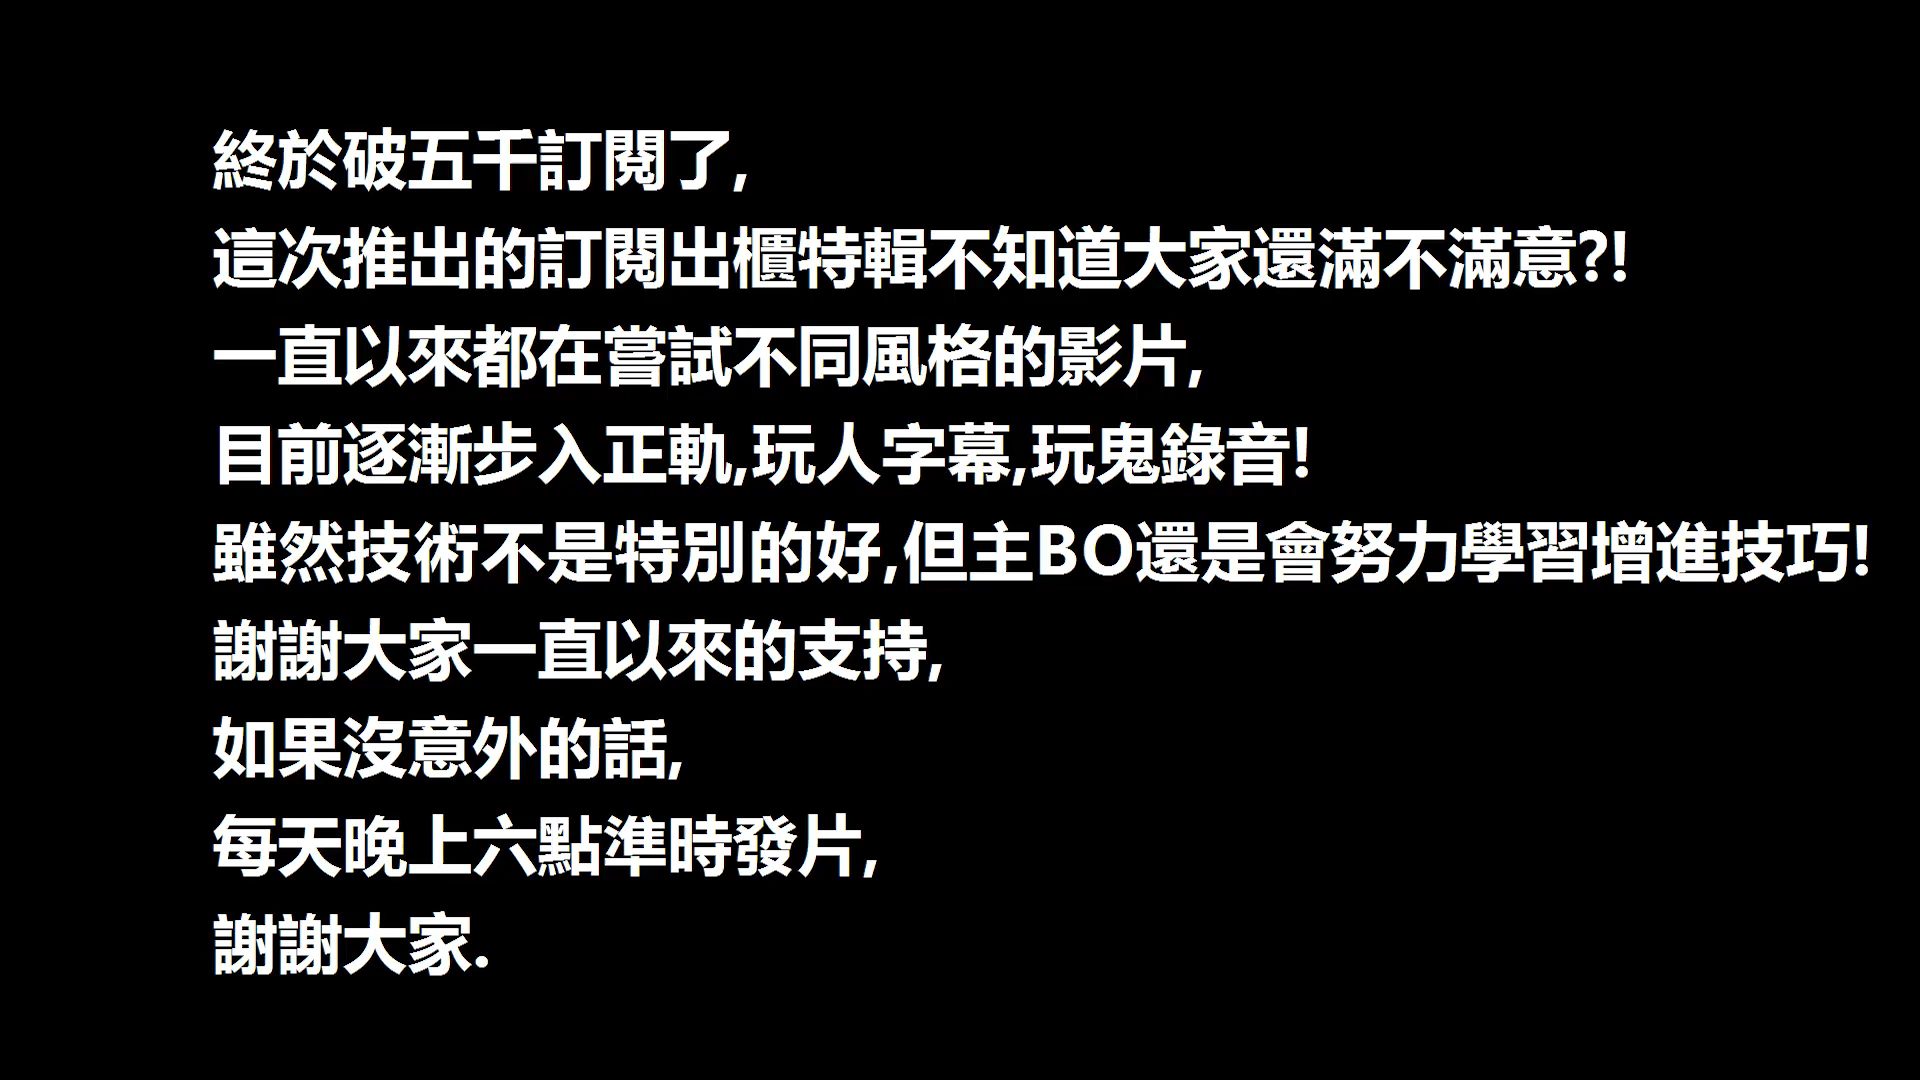 終於破五千訂閱了,
這次推出的訂閱出櫃特輯不知道大家還滿不滿意?!
一直以來都在嘗試不同風格的影片,
目前逐漸步入正軌,玩人字幕,玩鬼錄音!
雖然技術不是特別的好,但主BO還是會努力學習增進技巧!
謝謝大家一直以來的支持,
如果沒意外的話,
每天晚上六點準時發片,
謝謝大家.